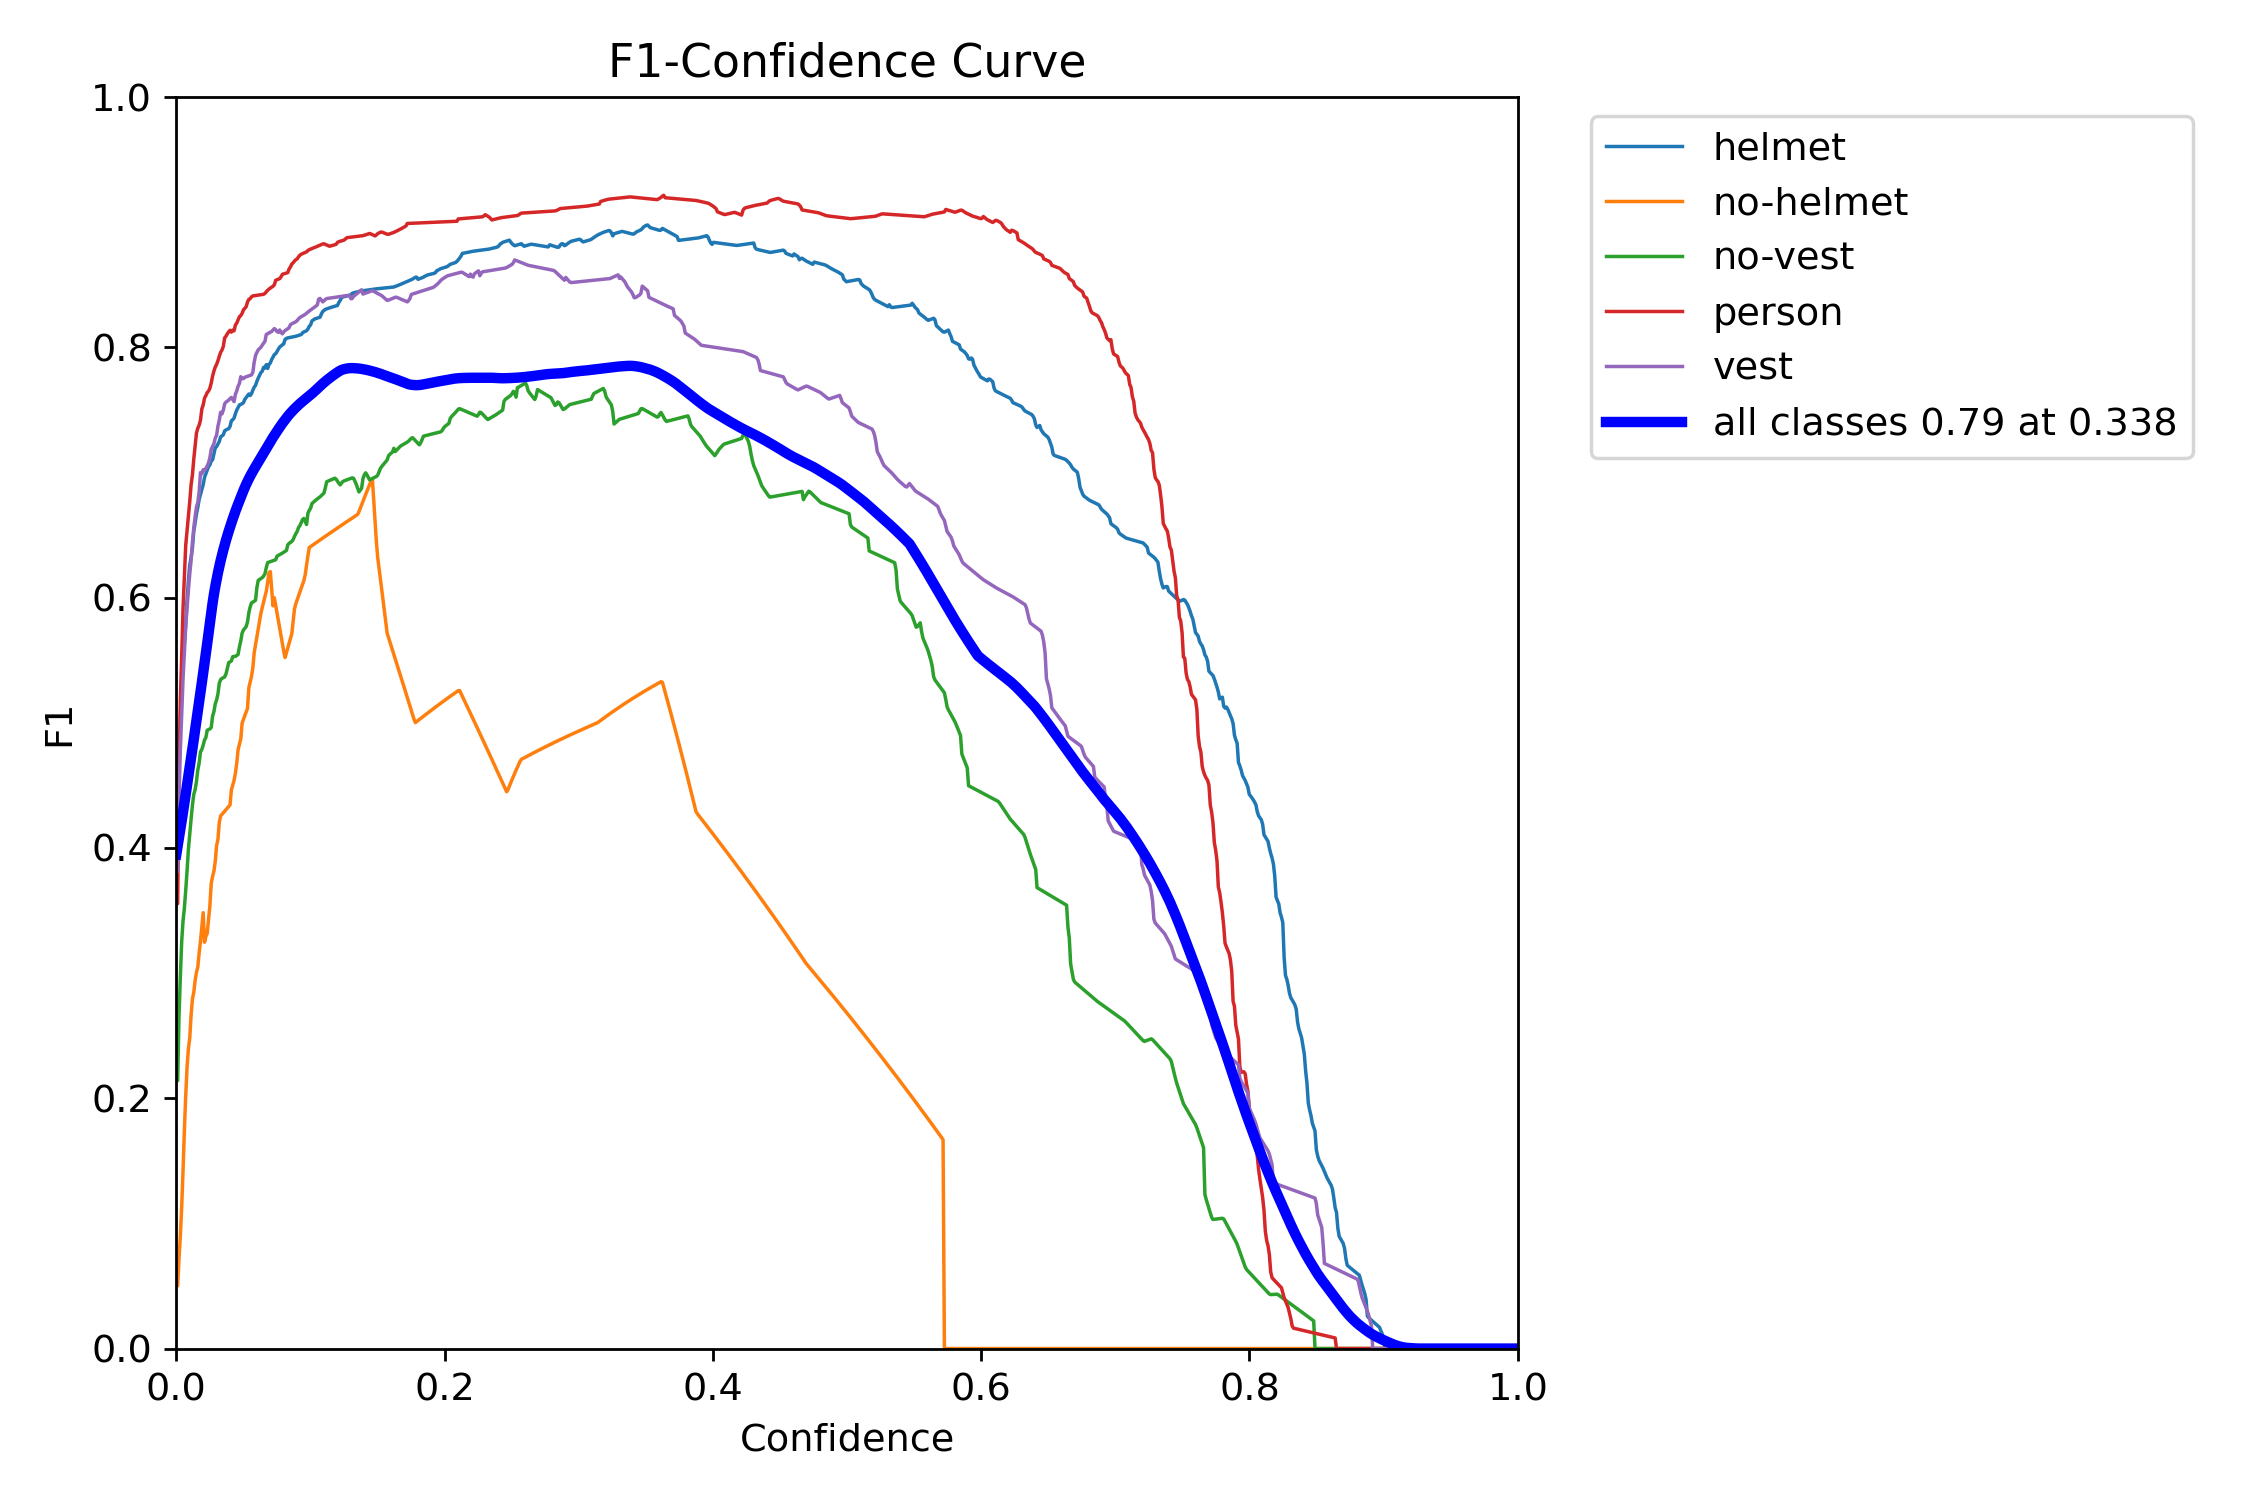 F1-Confidence Curve
1.0
0.8
0.6
0.4
0.2
0.0
F1
0.0 0.2 0.4 0.6 0.8 1.0
Confidence
helmet
no-helmet
no-vest
person
vest
all classes 0.79 at 0.338